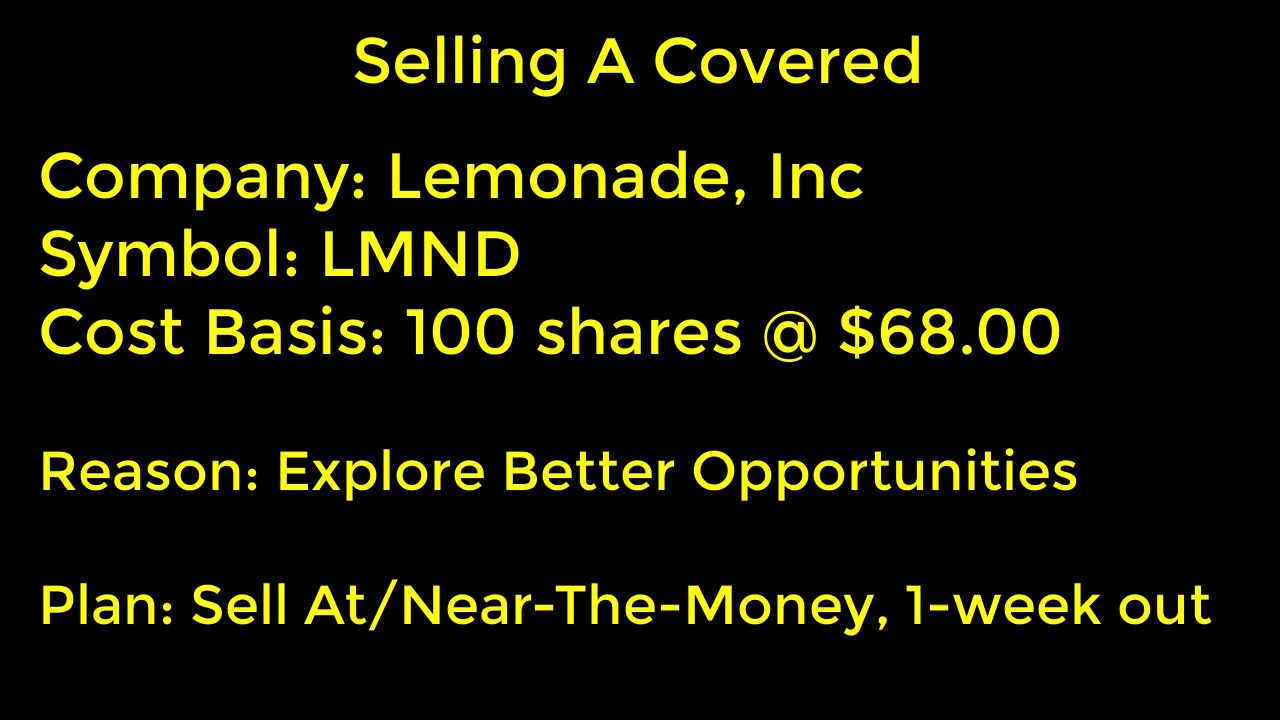 Selling A Covered
Company: Lemonade, Inc
Symbol: LMND
Cost Basis: 100 shares @ $68.00
Reason: Explore Better Opportunities
Plan: Sell At/Near-The-Money, 1-week out